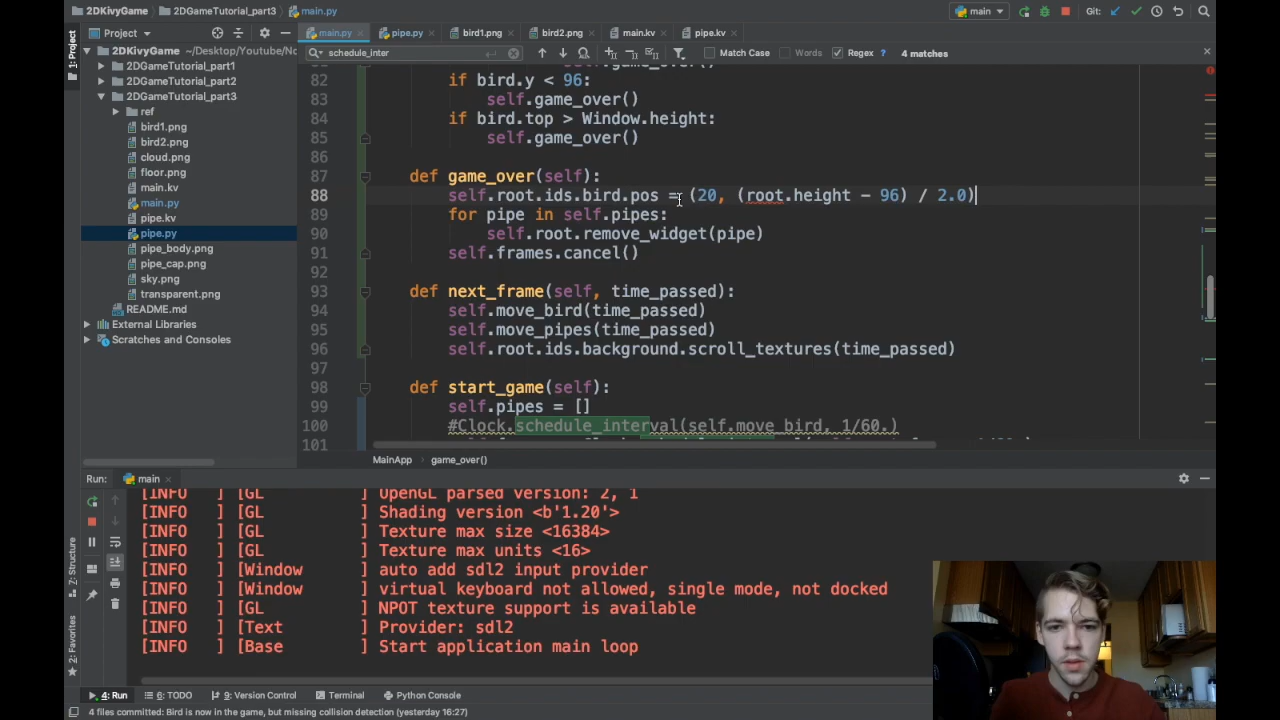 2DKivyGame
2DGameTutorial_part3
main.py
main
Git:
Project
main.py
pipe.py
bird1.png
bird2.png
main.kv
pipe.kv
1: Project
2DKivyGame ~/Desktop/Youtube/No
2DGameTutorial_part1
2DGameTutorial_part2
2DGameTutorial_part3
ref
bird1.png
bird2.png
cloud.png
floor.png
main.kv
main.py
pipe.kv
pipe.py
pipe_body.png
pipe_cap.png
sky.png
transparent.png
README.md
External Libraries
Scratches and Consoles
schedule_inter
Match Case
Words
Regex
?
4 matches
82 if bird.y < 96:
83 self.game_over()
84 if bird.top > Window.height:
85 self.game_over()
86
87 def game_over(self):
88 self.root.ids.bird.pos = (20, (root.height - 96) / 2.0)
89 for pipe in self.pipes:
90 self.root.remove_widget(pipe)
91 self.frames.cancel()
92
93 def next_frame(self, time_passed):
94 self.move_bird(time_passed)
95 self.move_pipes(time_passed)
96 self.root.ids.background.scroll_textures(time_passed)
97
98 def start_game(self):
99 self.pipes = []
100 #Clock.schedule_interval(self.move_bird, 1/60.)
101
MainApp
game_over()
Run:
main
[INFO ] [GL ] OpenGL parsed version: 2, 1
[INFO ] [GL ] Shading version <b'1.20'>
[INFO ] [GL ] Texture max size <16384>
[INFO ] [GL ] Texture max units <16>
[INFO ] [Window ] auto add sdl2 input provider
[INFO ] [Window ] virtual keyboard not allowed, single mode, not docked
[INFO ] [GL ] NPOT texture support is available
[INFO ] [Text ] Provider: sdl2
[INFO ] [Base ] Start application main loop
7: Structure
2: Favorites
4: Run
6: TODO
9: Version Control
Terminal
Python Console
4 files committed: Bird is now in the game, but missing collision detection (yesterday 16:27)